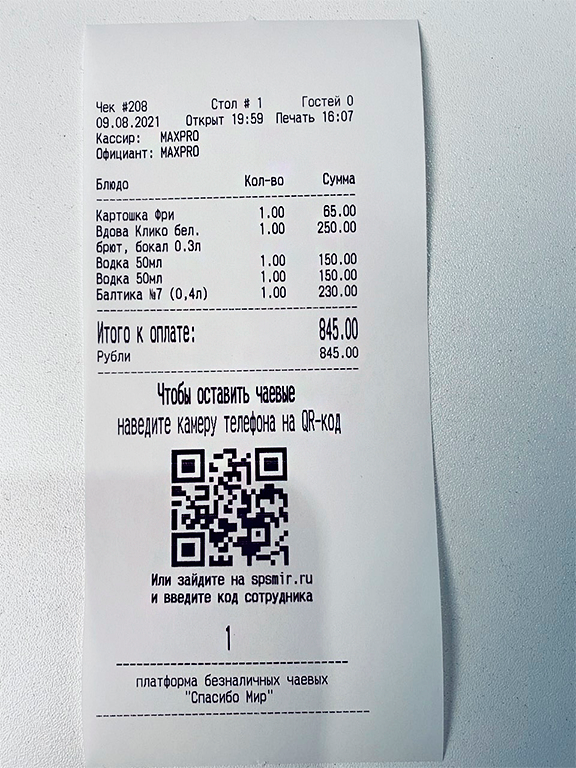 Чек #208 Стол # 1 Гостей 0
09.08.2021 Открыт 19:59 Печать 16:07
Кассир: MAXPRO
Официант: MAXPRO
Блюдо Кол-во Сумма
Картошка Фри 1.00 65.00
Вдова Клико бел. 1.00 250.00
брют, бокал 0.3л
Водка 50мл 1.00 150.00
Водка 50мл 1.00 150.00
Балтика №7 (0,4л) 1.00 230.00
Итого к оплате: 845.00
Рубли 845.00
Чтобы оставить чаевые
наведите камеру телефона на QR-код
Или зайдите на spsmir.ru
и введите код сотрудника
1
платформа безналичных чаевых
"Спасибо Мир"